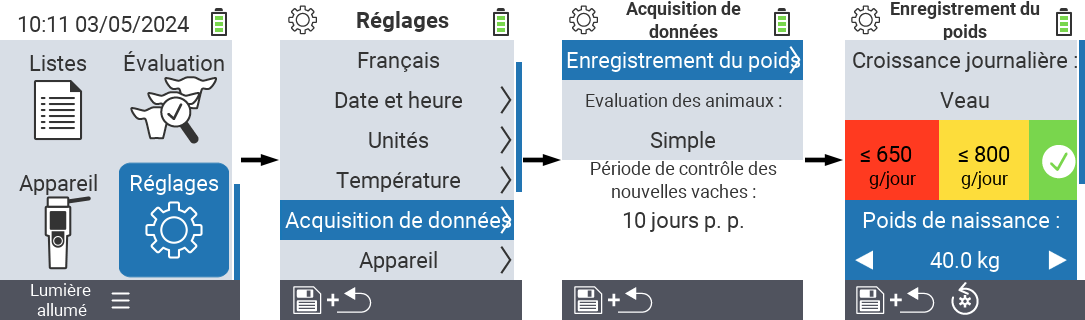 10:11 03/05/2024
Listes
Évaluation
Appareil
Réglages
Lumière
allumé
Réglages
Français
Date et heure
Unités
Température
Acquisition de données
Appareil
+
Acquisition de
données
Enregistrement du poids
Evaluation des animaux :
Simple
Période de contrôle des
nouvelles vaches :
10 jours p. p.
+
Enregistrement du
poids
Croissance journalière :
Veau
≤ 650
g/jour
≤ 800
g/jour
Poids de naissance :
40.0 kg
+